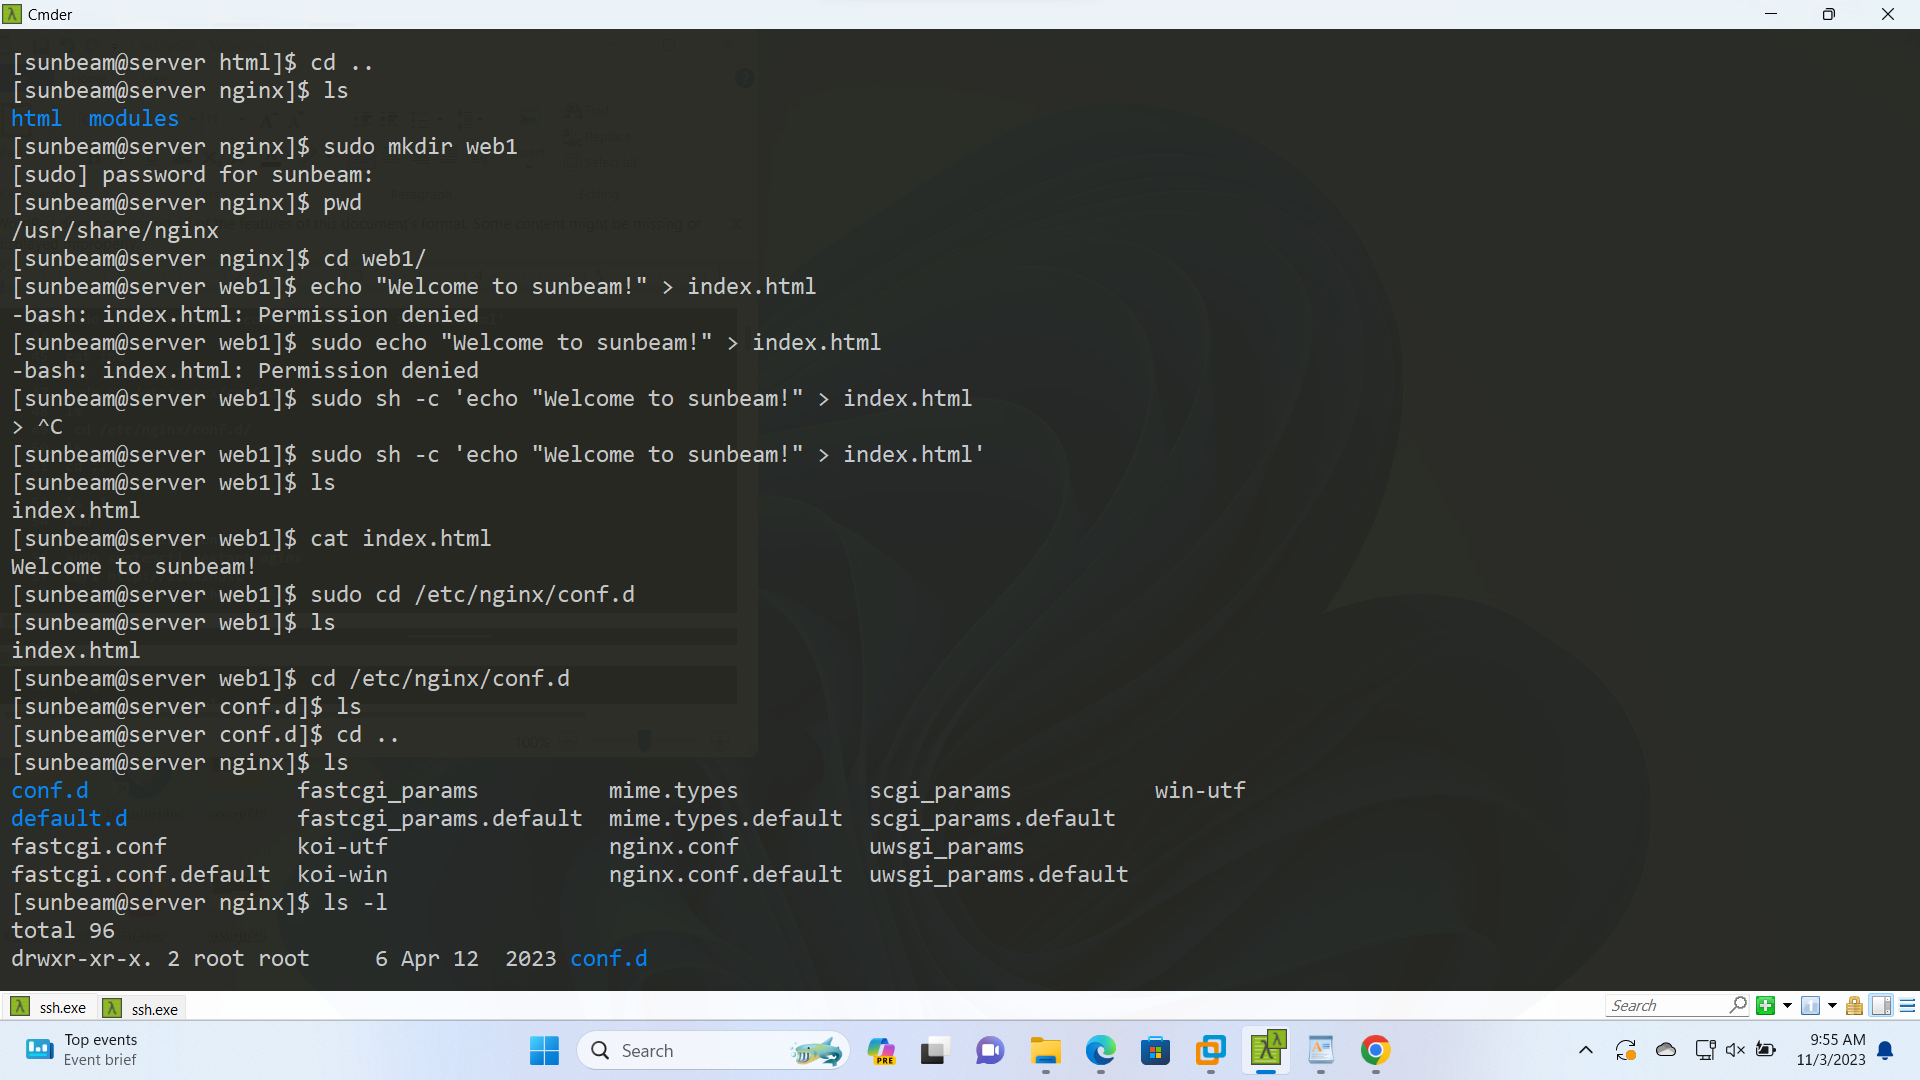 Cmder
[sunbeam@server html]$ cd ..
[sunbeam@server nginx]$ ls
html  modules
[sunbeam@server nginx]$ sudo mkdir web1
[sudo] password for sunbeam:
[sunbeam@server nginx]$ pwd
/usr/share/nginx
[sunbeam@server nginx]$ cd web1/
[sunbeam@server web1]$ echo "Welcome to sunbeam!" > index.html
-bash: index.html: Permission denied
[sunbeam@server web1]$ sudo echo "Welcome to sunbeam!" > index.html
-bash: index.html: Permission denied
[sunbeam@server web1]$ sudo sh -c 'echo "Welcome to sunbeam!" > index.html
> ^C
[sunbeam@server web1]$ sudo sh -c 'echo "Welcome to sunbeam!" > index.html'
[sunbeam@server web1]$ ls
index.html
[sunbeam@server web1]$ cat index.html
Welcome to sunbeam!
[sunbeam@server web1]$ sudo cd /etc/nginx/conf.d
[sunbeam@server web1]$ ls
index.html
[sunbeam@server web1]$ cd /etc/nginx/conf.d
[sunbeam@server conf.d]$ ls
[sunbeam@server conf.d]$ cd ..
[sunbeam@server nginx]$ ls
conf.d                fastcgi_params          mime.types          scgi_params           win-utf
default.d             fastcgi_params.default  mime.types.default  scgi_params.default
fastcgi.conf          koi-utf                 nginx.conf          uwsgi_params
fastcgi.conf.default  koi-win                 nginx.conf.default  uwsgi_params.default
[sunbeam@server nginx]$ ls -l
total 96
drwxr-xr-x. 2 root root     6 Apr 12  2023 conf.d
ssh.exe ssh.exe Search
Top events
Event brief
Search
PRE
9:55 AM
11/3/2023